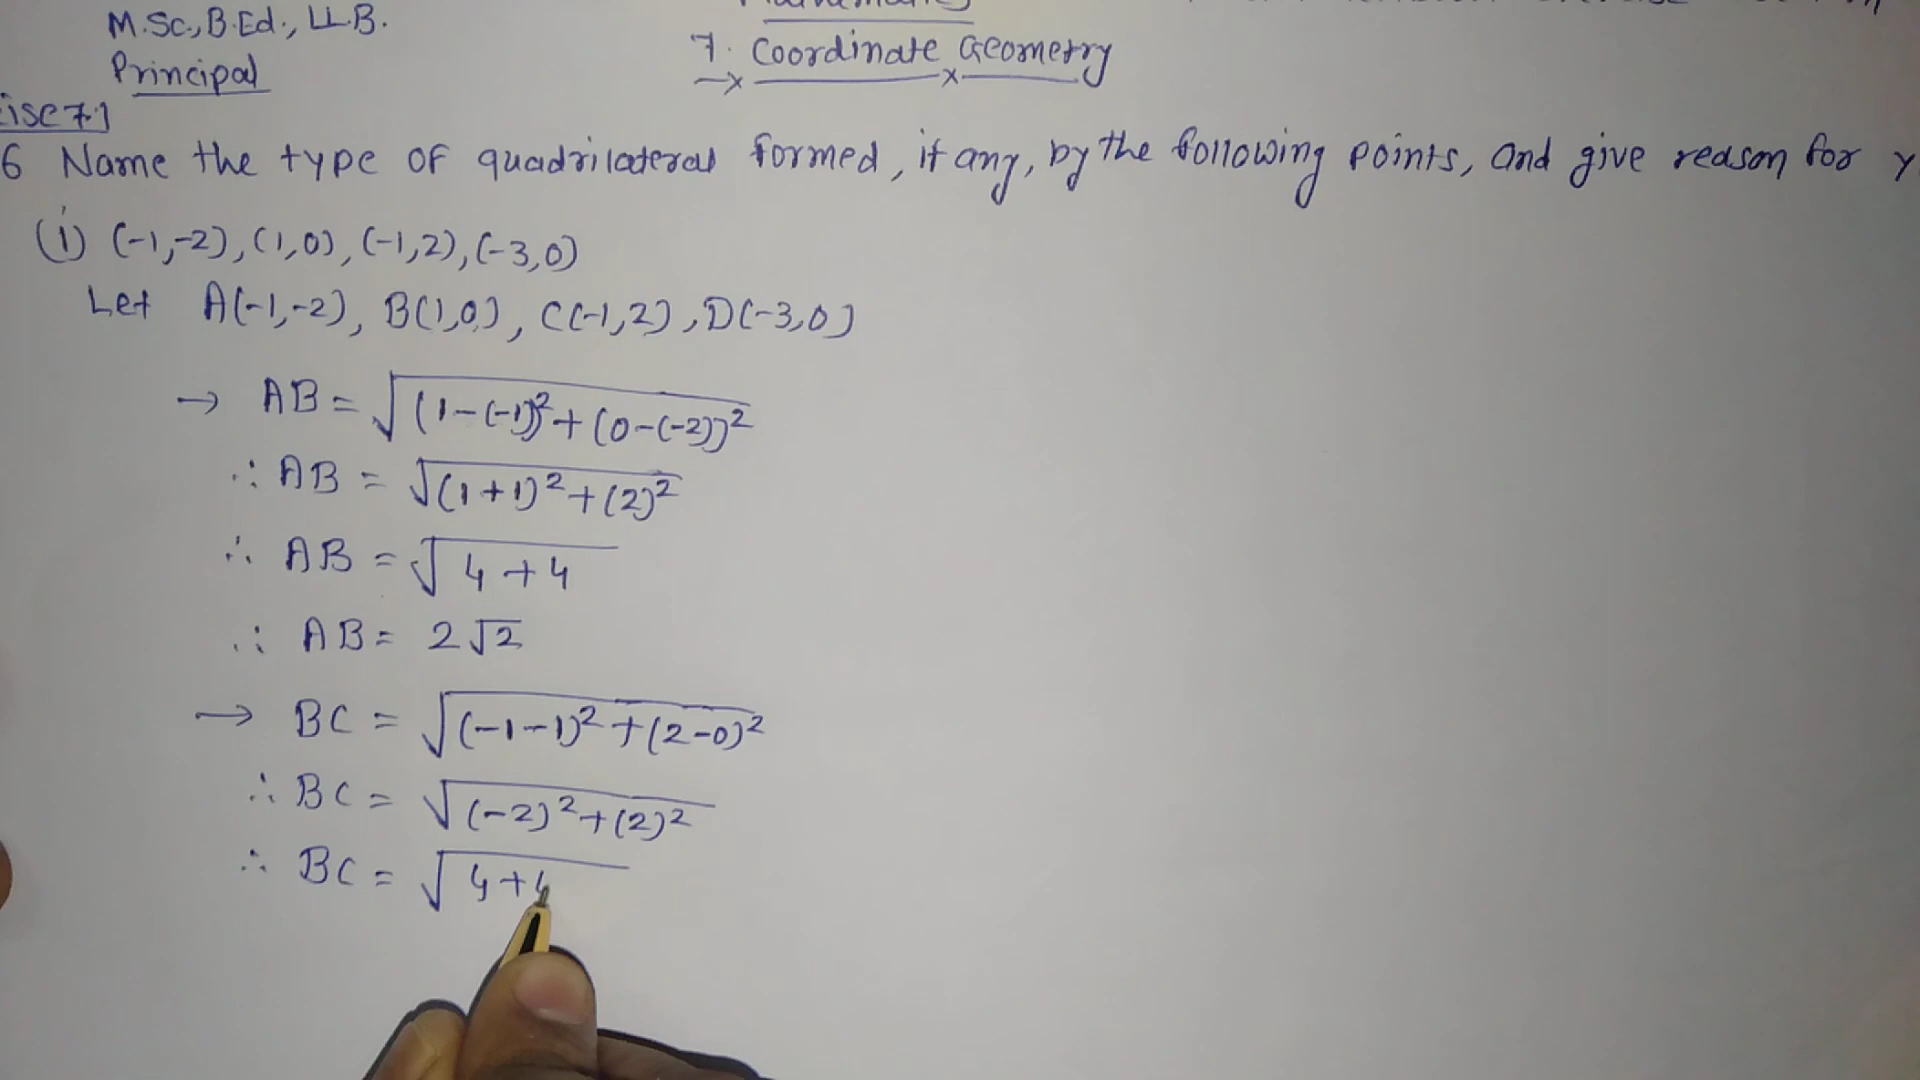 M.Sc., B.Ed., LL.B.
Principal
Mathematics
7. Coordinate Geometry
ise 7.1
6 Name the type of quadrilateral formed, if any, by the following points, and give reason for y
(i) (-1,-2), (1,0), (-1,2), (-3,0)
Let A(-1,-2), B(1,0), C(-1,2), D(-3,0)
→ AB = √(1-(-1))²+(0-(-2))²
∴ AB = √(1+1)²+(2)²
∴ AB = √4+4
∴ AB = 2√2
→ BC = √(-1-1)²+(2-0)²
∴ BC = √(-2)²+(2)²
∴ BC = √4+4